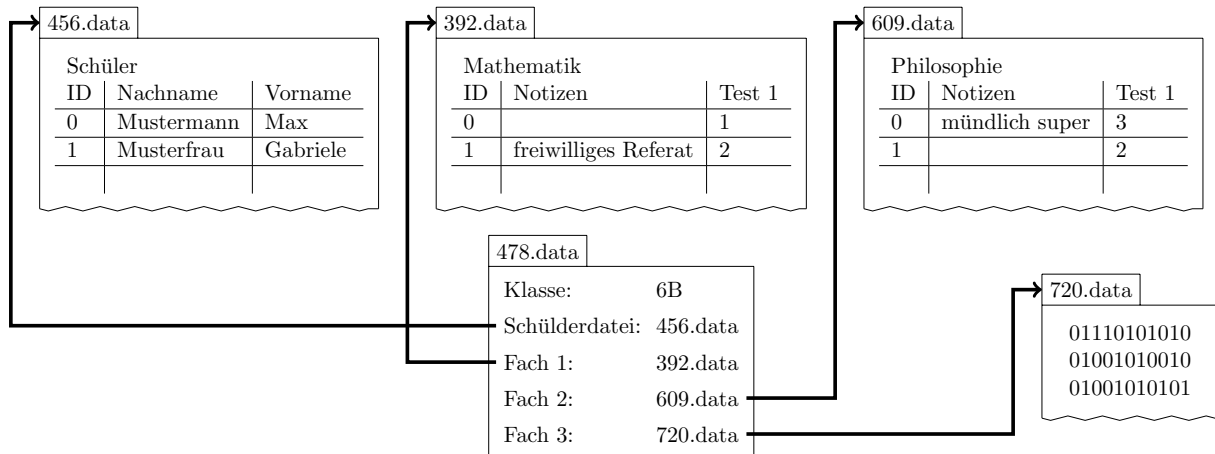 456.data
Schüler
ID Nachname Vorname
0 Mustermann Max
1 Musterfrau Gabriele
392.data
Mathematik
ID Notizen Test 1
0 1
1 freiwilliges Referat 2
609.data
Philosophie
ID Notizen Test 1
0 mündlich super 3
1 2
478.data
Klasse: 6B
Schülderdatei: 456.data
Fach 1: 392.data
Fach 2: 609.data
Fach 3: 720.data
720.data
01110101010
01001010010
01001010101